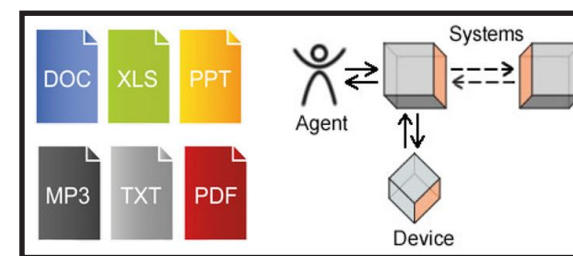 DOC XLS PPT
MP3 TXT PDF
Systems
Agent
Device